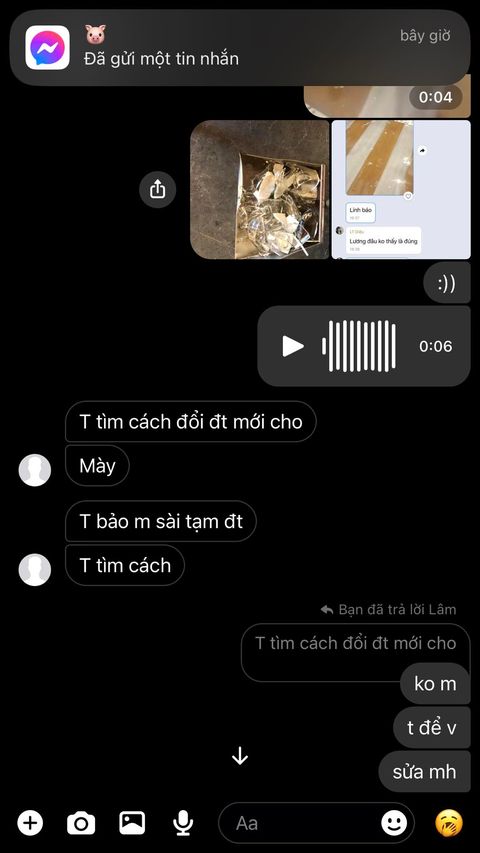 🐷
bây giờ
Đã gửi một tin nhắn
0:04
Linh bảo
LT Diệu
Lương đâu ko thấy là đúng
:))
0:06
T tìm cách đổi đt mới cho
Mày
T bảo m sài tạm đt
T tìm cách
Bạn đã trả lời Lâm
T tìm cách đổi đt mới cho
ko m
t để v
sửa mh
Aa